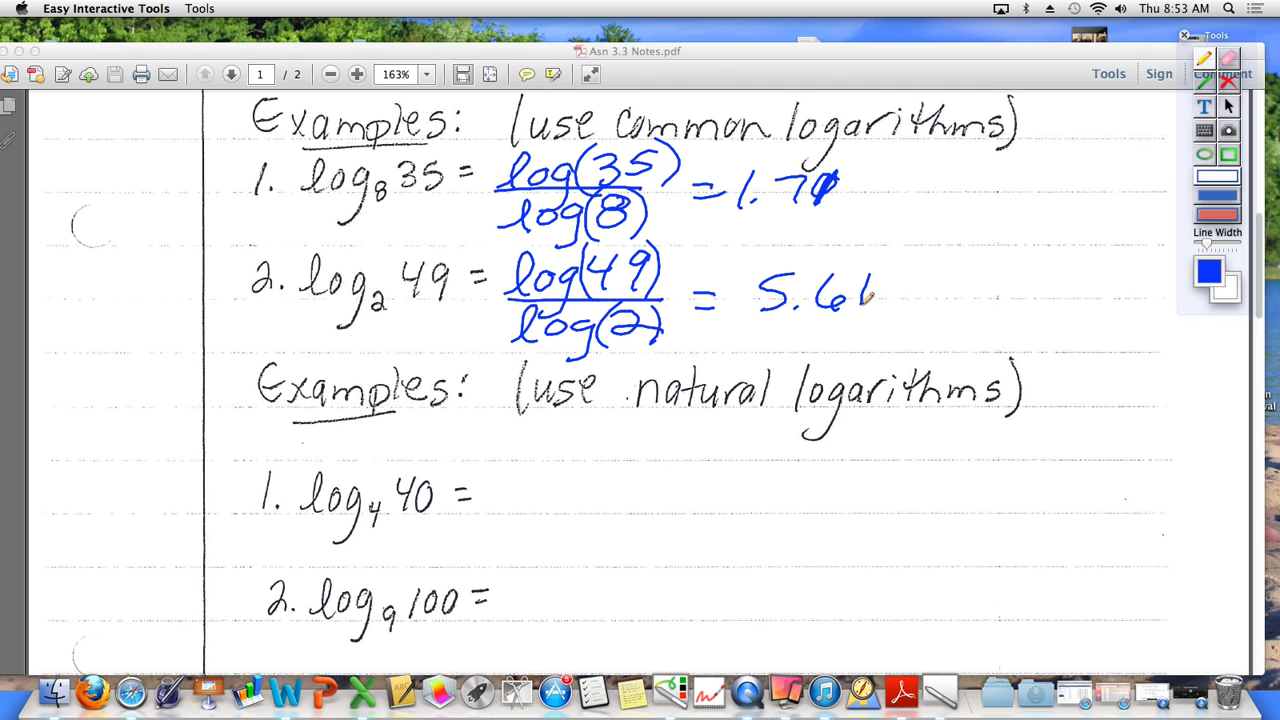 Easy Interactive Tools Tools Thu 8:53 AM
Asn 3.3 Notes.pdf
Tools
1 / 2 163% Tools Sign Comment
Examples: (use common logarithms)
1. log₈ 35 = log(35)/log(8) = 1.71
2. log₂ 49 = log(49)/log(2) = 5.61
Line Width
Examples: (use natural logarithms)
1. log₄ 40 =
2. log₉ 100 =